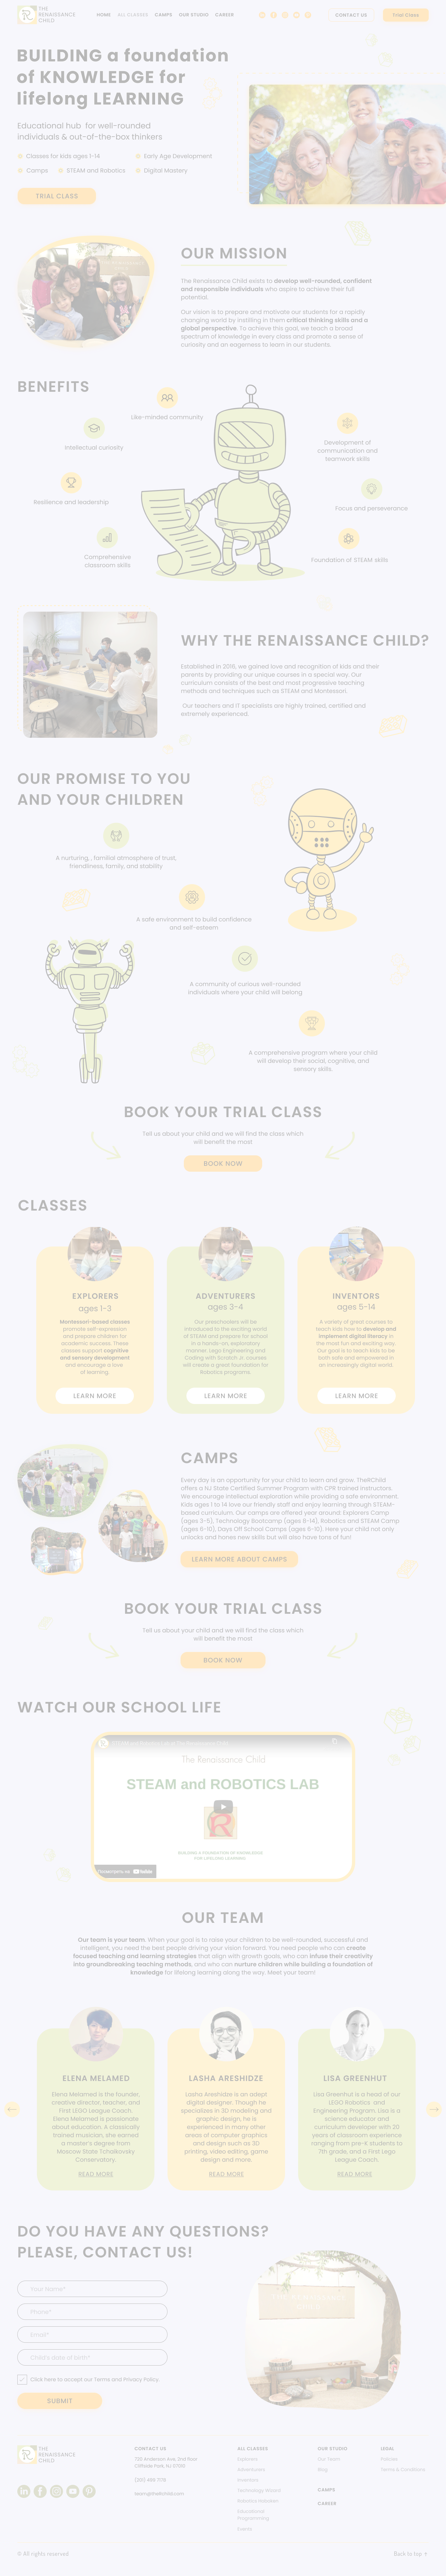 THE
RENAISSANCE
CHILD
HOME ALL CLASSES CAMPS OUR STUDIO CAREER
CONTACT US
Trial Class
BUILDING a foundation
of KNOWLEDGE for
lifelong LEARNING
Educational hub for well-rounded
individuals & out-of-the-box thinkers
Classes for kids ages 1-14
Early Age Development
Camps
STEAM and Robotics
Digital Mastery
TRIAL CLASS
OUR MISSION
The Renaissance Child exists to develop well-rounded, confident
and responsible individuals who aspire to achieve their full
potential.
Our vision is to prepare and motivate our students for a rapidly
changing world by instilling in them critical thinking skills and a
global perspective. To achieve this goal, we teach a broad
spectrum of knowledge in every class and promote a sense of
curiosity and an eagerness to learn in our students.
BENEFITS
Like-minded community
Intellectual curiosity
Development of
communication and
teamwork skills
Resilience and leadership
Focus and perseverance
Comprehensive
classroom skills
Foundation of STEAM skills
WHY THE RENAISSANCE CHILD?
Established in 2016, we gained love and recognition of kids and their
parents by providing our unique courses in a special way. Our
curriculum consists of the best and most progressive teaching
methods and techniques such as STEAM and Montessori.
Our teachers and IT specialists are highly trained, certified and
extremely experienced.
OUR PROMISE TO YOU
AND YOUR CHILDREN
A nurturing, , familial atmosphere of trust,
friendliness, family, and stability
A safe environment to build confidence
and self-esteem
A community of curious well-rounded
individuals where your child will belong
A comprehensive program where your child
will develop their social, cognitive, and
sensory skills.
BOOK YOUR TRIAL CLASS
Tell us about your child and we will find the class which
will benefit the most
BOOK NOW
CLASSES
EXPLORERS
ages 1-3
Montessori-based classes
promote self-expression
and prepare children for
academic success. These
classes support cognitive
and sensory development
and encourage a love
of learning.
LEARN MORE
ADVENTURERS
ages 3-4
Our preschoolers will be
introduced to the exciting world
of STEAM and prepare for school
in a hands-on, exploratory
manner. Lego Engineering and
Coding with Scratch Jr. courses
will create a great foundation for
Robotics programs.
LEARN MORE
INVENTORS
ages 5-14
A variety of great courses to
teach kids how to develop and
implement digital literacy in
the most fun and exciting way.
Our goal is to teach kids to be
both safe and empowered in
an increasingly digital world.
LEARN MORE
CAMPS
Every day is an opportunity for your child to learn and grow. TheRChild
offers a NJ State Certified Summer Program with CPR trained instructors.
We encourage intellectual exploration while providing a safe environment.
Kids ages 1 to 14 love our friendly staff and enjoy learning through STEAM-
based curriculum. Our camps are offered year around: Explorers Camp
(ages 3-5), Technology Bootcamp (ages 8-14), Robotics and STEAM Camp
(ages 6-10), Days Off School Camps (ages 6-10). Here your child not only
unlocks and hones new skills but will also have tons of fun!
LEARN MORE ABOUT CAMPS
BOOK YOUR TRIAL CLASS
Tell us about your child and we will find the class which
will benefit the most
BOOK NOW
WATCH OUR SCHOOL LIFE
The Renaissance Child
STEAM and ROBOTICS LAB
BUILDING A FOUNDATION OF KNOWLEDGE
FOR LIFELONG LEARNING
YouTube
OUR TEAM
Our team is your team. When your goal is to raise your children to be well-rounded, successful and
intelligent, you need the best people driving your vision forward. You need people who can create
focused teaching and learning strategies that align with growth goals, who can infuse their creativity
into groundbreaking teaching methods, and who can nurture children while building a foundation of
knowledge for lifelong learning along the way. Meet your team!
ELENA MELAMED
Elena Melamed is the founder,
creative director, teacher, and
First LEGO League Coach.
Elena Melamed is passionate
about education. A classically
trained musician, she earned
a master's degree from
Moscow State Tchaikovsky
Conservatory.
READ MORE
LASHA ARESHIDZE
Lasha Areshidze is an adept
digital designer. Though he
specializes in 3D modeling and
graphic design, he is
experienced in many other
areas of computer graphics
and design such as 3D
printing, video editing, game
design and more.
READ MORE
LISA GREENHUT
Lisa Greenhut is a head of our
LEGO Robotics and
Engineering Program. Lisa is a
science educator and
curriculum developer with 20
years of classroom experience
ranging from pre-K students to
7th grade, and a First Lego
League Coach.
READ MORE
DO YOU HAVE ANY QUESTIONS?
PLEASE, CONTACT US!
Your Name*
Phone*
Email*
Child's date of birth*
Click here to accept our Terms and Privacy Policy.
SUBMIT
THE
RENAISSANCE
CHILD
CONTACT US
725 Anderson Ave, 2nd floor
Cliffside Park, NJ 07010
team@therchild.com
ALL CLASSES
Explorers
Adventurers
Inventors
Technology Wizard
Robotics Instructor
Educational
Programming
Events
OUR STUDIO
Our Team
Blog
CAMPS
CAREER
LEGAL
Policies
Terms & Conditions
© All rights reserved
Back to top